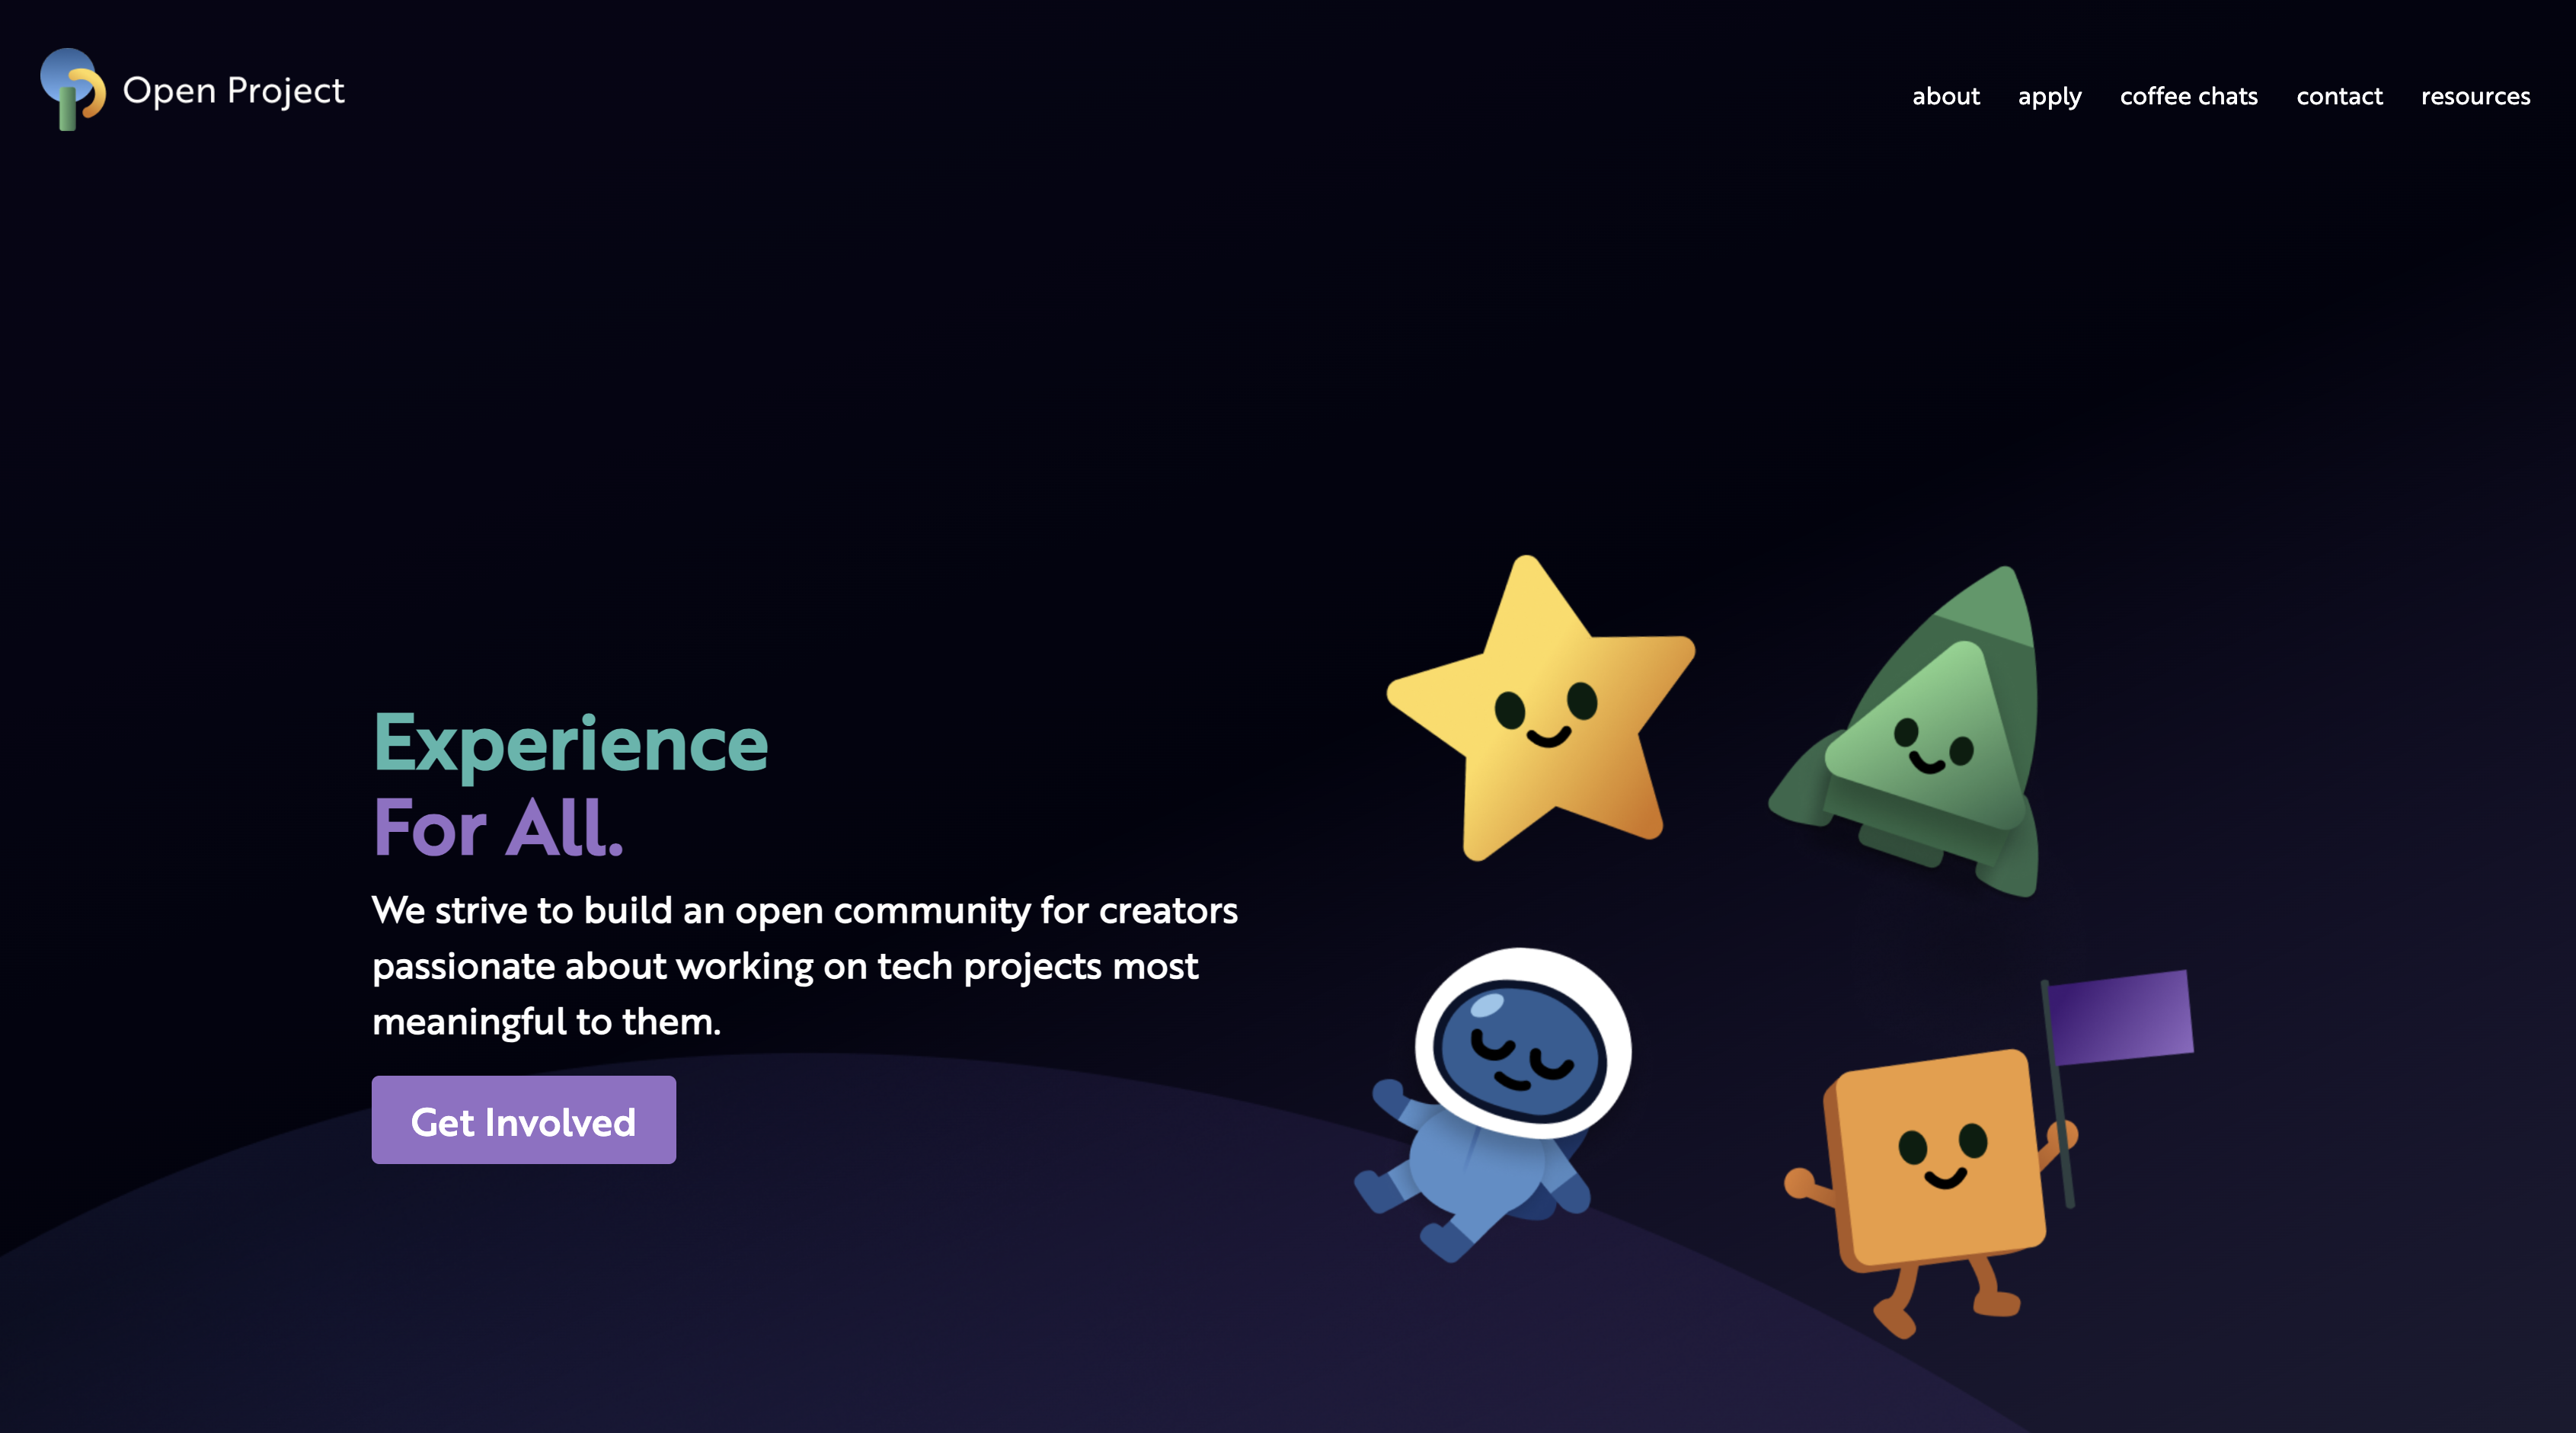 Open Project
about apply coffee chats contact resources
Experience
For All.
We strive to build an open community for creators
passionate about working on tech projects most
meaningful to them.
Get Involved